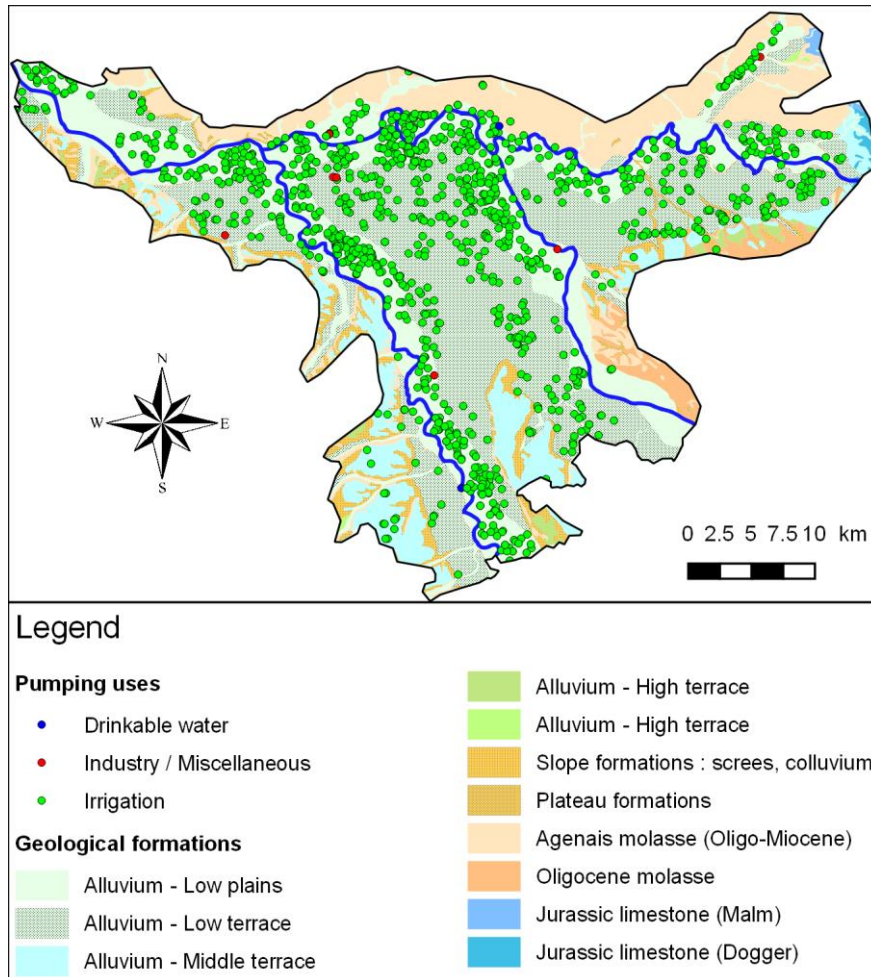 N
W E
S
0 2.5 5 7.5 10 km
Legend
Pumping uses
Drinkable water
Industry / Miscellaneous
Irrigation
Geological formations
Alluvium - Low plains
Alluvium - Low terrace
Alluvium - Middle terrace
Alluvium - High terrace
Alluvium - High terrace
Slope formations : screes, colluvium
Plateau formations
Agenais molasse (Oligo-Miocene)
Oligocene molasse
Jurassic limestone (Malm)
Jurassic limestone (Dogger)